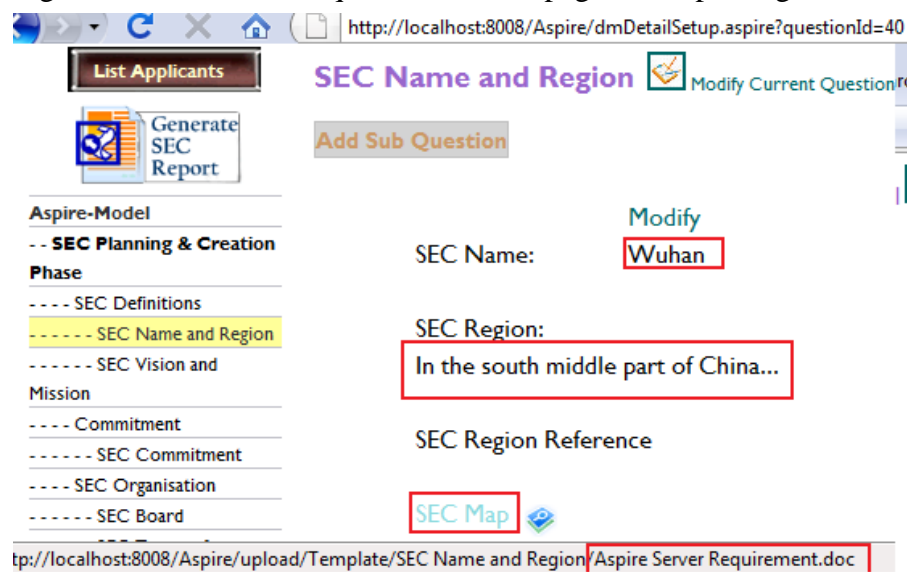 http://localhost:8008/Aspire/dmDetailSetup.aspire?questionId=40
List Applicants
Generate
SEC
Report
SEC Name and Region
Modify Current Question
Add Sub Question
Aspire-Model
- - SEC Planning & Creation
Phase
- - - - SEC Definitions
- - - - - - SEC Name and Region
- - - - - - SEC Vision and
Mission
- - - - Commitment
- - - - - - SEC Commitment
- - - - SEC Organisation
- - - - - - SEC Board
Modify
SEC Name: Wuhan
SEC Region:
In the south middle part of China...
SEC Region Reference
SEC Map
tp://localhost:8008/Aspire/upload/Template/SEC Name and Region/Aspire Server Requirement.doc